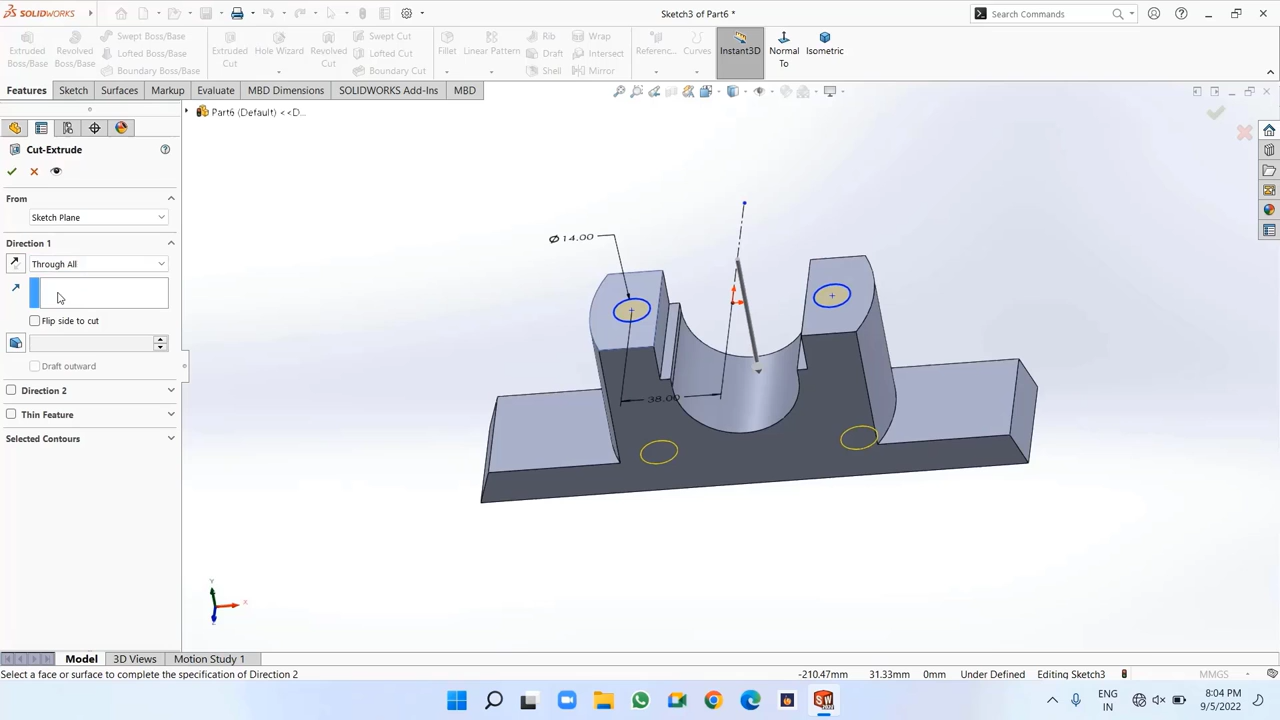 SOLIDWORKS
Sketch3 of Part6 *
Search Commands
Extruded Boss/Base
Revolved Boss/Base
Swept Boss/Base
Lofted Boss/Base
Boundary Boss/Base
Extruded Cut
Hole Wizard
Revolved Cut
Swept Cut
Lofted Cut
Boundary Cut
Fillet
Linear Pattern
Rib
Draft
Shell
Wrap
Intersect
Mirror
Referenc...
Curves
Instant3D
Normal To
Isometric
Features
Sketch
Surfaces
Markup
Evaluate
MBD Dimensions
SOLIDWORKS Add-Ins
MBD
Part6 (Default) <<D...
Cut-Extrude
From
Sketch Plane
Direction 1
Through All
Flip side to cut
Draft outward
Direction 2
Thin Feature
Selected Contours
Ø14.00
38.00
Y
X
Z
Model
3D Views
Motion Study 1
Select a face or surface to complete the specification of Direction 2
-210.47mm
31.33mm
0mm
Under Defined
Editing Sketch3
MMGS
ENG
IN
8:04 PM
9/5/2022